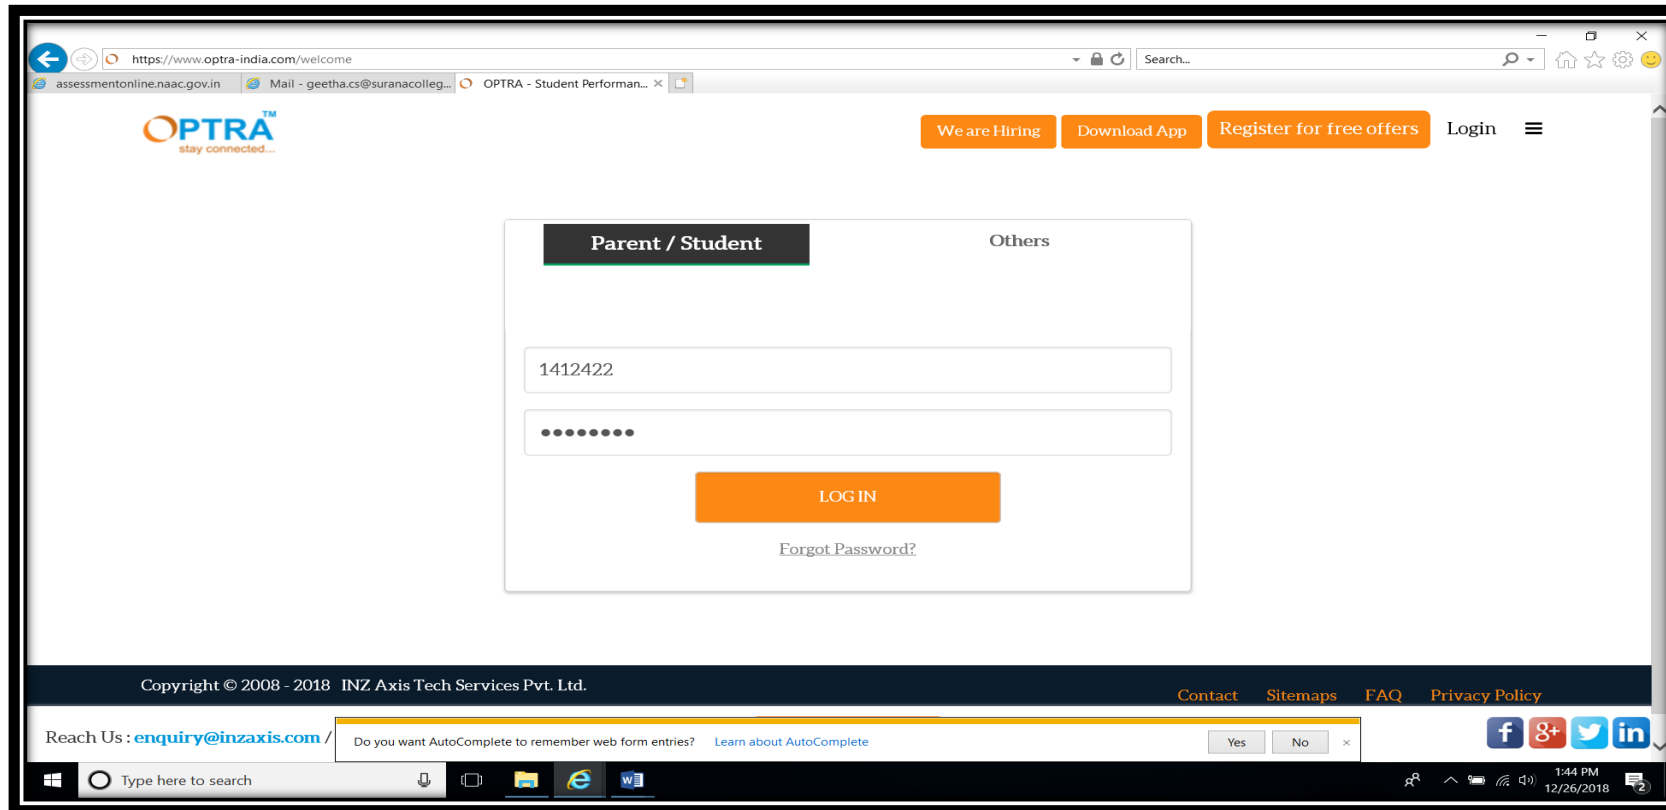 https://www.optra-india.com/welcome
Search...
assessmentonline.naac.gov.in
Mail - geetha.cs@suranacolleg...
OPTRA - Student Performan...
OPTRA TM
stay connected...
We are Hiring
Download App
Register for free offers
Login
Parent / Student
Others
1412422
LOG IN
Forgot Password?
Copyright © 2008 - 2018 INZ Axis Tech Services Pvt. Ltd.
Contact Sitemaps FAQ Privacy Policy
Reach Us : enquiry@inzaxis.com /
Do you want AutoComplete to remember web form entries? Learn about AutoComplete
Yes No
Type here to search
1:44 PM
12/26/2018
2